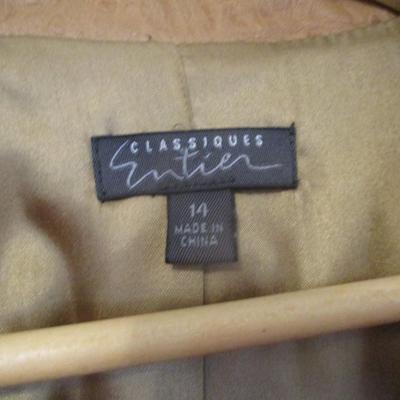 CLASSIQUES
Entier
14
MADE IN
CHINA